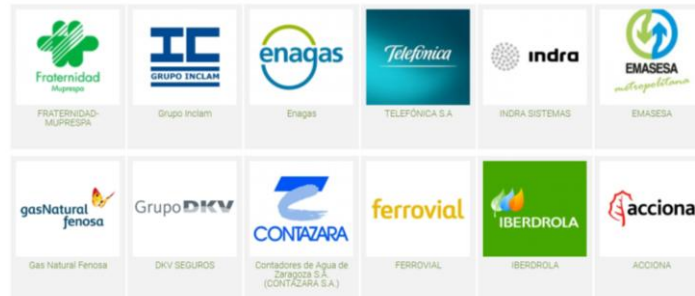 Fraternidad
Muprespa
FRATERNIDAD-
MUPRESPA
IC
GRUPO INCLAM
Grupo Inclam
enagas
Enagas
Telefónica
TELEFÓNICA S.A
indra
INDRA SISTEMAS
EMASESA
metropolitana
EMASESA
gasNatural
fenosa
Gas Natural Fenosa
Grupo DKV
DKV SEGUROS
CONTAZARA
Contadores de Agua de
Zaragoza S.A.
(CONTAZARA S.A.)
ferrovial
FERROVIAL
IBERDROLA
IBERDROLA
acciona
ACCIONA